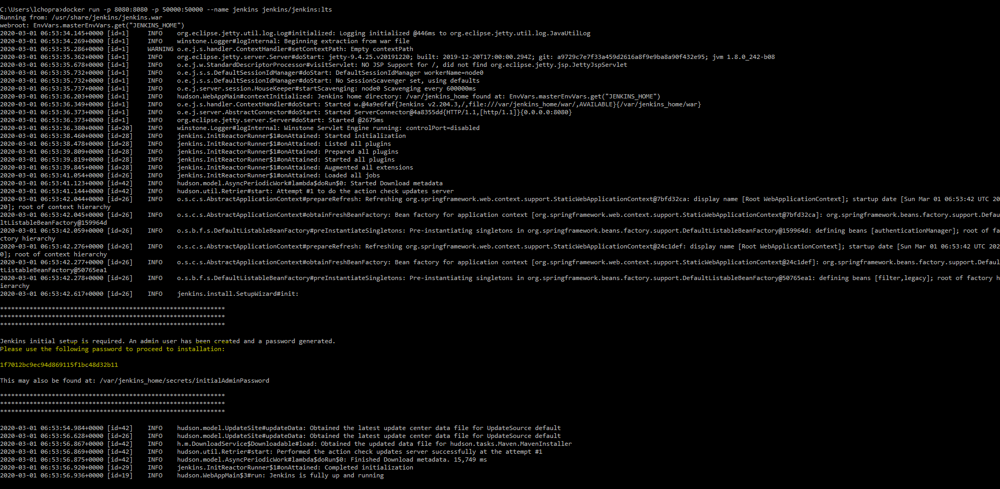 C:\Users\lchopra>docker run -p 8080:8080 -p 50000:50000 --name jenkins jenkins/jenkins:lts
Running from: /usr/share/jenkins/jenkins.war
webroot: EnvVars.masterEnvVars.get("JENKINS_HOME")
2020-03-01 06:53:34.145+0000 [id=1]     INFO    org.eclipse.jetty.util.log.Log#initialized: Logging initialized @446ms to org.eclipse.jetty.util.log.JavaUtilLog
2020-03-01 06:53:34.269+0000 [id=1]     INFO    winstone.Logger#logInternal: Beginning extraction from war file
2020-03-01 06:53:35.286+0000 [id=1]     WARNING o.e.j.s.handler.ContextHandler#setContextPath: Empty contextPath
2020-03-01 06:53:35.362+0000 [id=1]     INFO    org.eclipse.jetty.server.Server#doStart: jetty-9.4.25.v20191220; built: 2019-12-20T17:00:00.294Z; git: a9729c7e7f33a459d2616a8f9e9ba8a90f432e95; jvm 1.8.0_242-b08
2020-03-01 06:53:35.678+0000 [id=1]     INFO    o.e.j.w.StandardDescriptorProcessor#visitServlet: NO JSP Support for /, did not find org.eclipse.jetty.jsp.JettyJspServlet
2020-03-01 06:53:35.732+0000 [id=1]     INFO    o.e.j.s.s.DefaultSessionIdManager#doStart: DefaultSessionIdManager workerName=node0
2020-03-01 06:53:35.732+0000 [id=1]     INFO    o.e.j.s.s.DefaultSessionIdManager#doStart: No SessionScavenger set, using defaults
2020-03-01 06:53:35.737+0000 [id=1]     INFO    o.e.j.server.session.HouseKeeper#startScavenging: node0 Scavenging every 600000ms
2020-03-01 06:53:36.203+0000 [id=1]     INFO    hudson.WebAppMain#contextInitialized: Jenkins home directory: /var/jenkins_home found at: EnvVars.masterEnvVars.get("JENKINS_HOME")
2020-03-01 06:53:36.349+0000 [id=1]     INFO    o.e.j.s.handler.ContextHandler#doStart: Started w.@4a9e6faf{Jenkins v2.204.3,/,file:///var/jenkins_home/war/,AVAILABLE}{/var/jenkins_home/war}
2020-03-01 06:53:36.373+0000 [id=1]     INFO    o.e.j.server.AbstractConnector#doStart: Started ServerConnector@4a8355dd{HTTP/1.1,[http/1.1]}{0.0.0.0:8080}
2020-03-01 06:53:36.373+0000 [id=1]     INFO    org.eclipse.jetty.server.Server#doStart: Started @2675ms
2020-03-01 06:53:36.380+0000 [id=20]    INFO    winstone.Logger#logInternal: Winstone Servlet Engine running: controlPort=disabled
2020-03-01 06:53:38.460+0000 [id=28]    INFO    jenkins.InitReactorRunner$1#onAttained: Started initialization
2020-03-01 06:53:38.478+0000 [id=28]    INFO    jenkins.InitReactorRunner$1#onAttained: Listed all plugins
2020-03-01 06:53:39.809+0000 [id=28]    INFO    jenkins.InitReactorRunner$1#onAttained: Prepared all plugins
2020-03-01 06:53:39.819+0000 [id=28]    INFO    jenkins.InitReactorRunner$1#onAttained: Started all plugins
2020-03-01 06:53:39.845+0000 [id=28]    INFO    jenkins.InitReactorRunner$1#onAttained: Augmented all extensions
2020-03-01 06:53:41.054+0000 [id=26]    INFO    jenkins.InitReactorRunner$1#onAttained: Loaded all jobs
2020-03-01 06:53:41.123+0000 [id=42]    INFO    hudson.model.AsyncPeriodicWork#lambda$doRun$0: Started Download metadata
2020-03-01 06:53:41.144+0000 [id=42]    INFO    hudson.util.Retrier#start: Attempt #1 to do the action check updates server
2020-03-01 06:53:42.044+0000 [id=26]    INFO    o.s.c.s.AbstractApplicationContext#prepareRefresh: Refreshing org.springframework.web.context.support.StaticWebApplicationContext@7bfd32ca: display name [Root WebApplicationContext]; startup date [Sun Mar 01 06:53:42 UTC 20
20]; root of context hierarchy
2020-03-01 06:53:42.045+0000 [id=26]    INFO    o.s.c.s.AbstractApplicationContext#obtainFreshBeanFactory: Bean factory for application context [org.springframework.web.context.support.StaticWebApplicationContext@7bfd32ca]: org.springframework.beans.factory.support.Defau
ltListableBeanFactory@159964d
2020-03-01 06:53:42.059+0000 [id=26]    INFO    o.s.b.f.s.DefaultListableBeanFactory#preInstantiateSingletons: Pre-instantiating singletons in org.springframework.beans.factory.support.DefaultListableBeanFactory@159964d: defining beans [authenticationManager]; root of fa
ctory hierarchy
2020-03-01 06:53:42.276+0000 [id=26]    INFO    o.s.c.s.AbstractApplicationContext#prepareRefresh: Refreshing org.springframework.web.context.support.StaticWebApplicationContext@24c1def: display name [Root WebApplicationContext]; startup date [Sun Mar 01 06:53:42 UTC 202
0]; root of context hierarchy
2020-03-01 06:53:42.277+0000 [id=26]    INFO    o.s.c.s.AbstractApplicationContext#obtainFreshBeanFactory: Bean factory for application context [org.springframework.web.context.support.StaticWebApplicationContext@24c1def]: org.springframework.beans.factory.support.Defaul
tListableBeanFactory@50765ea1
2020-03-01 06:53:42.278+0000 [id=26]    INFO    o.s.b.f.s.DefaultListableBeanFactory#preInstantiateSingletons: Pre-instantiating singletons in org.springframework.beans.factory.support.DefaultListableBeanFactory@50765ea1: defining beans [filter,legacy]; root of factory h
ierarchy
2020-03-01 06:53:42.617+0000 [id=26]    INFO    jenkins.install.SetupWizard#init:
*************************************************************
*************************************************************
*************************************************************
Jenkins initial setup is required. An admin user has been created and a password generated.
Please use the following password to proceed to installation:
1f7012bc9ec94d869115f1bc48d32b11
This may also be found at: /var/jenkins_home/secrets/initialAdminPassword
*************************************************************
*************************************************************
*************************************************************
2020-03-01 06:53:54.984+0000 [id=42]    INFO    hudson.model.UpdateSite#updateData: Obtained the latest update center data file for UpdateSource default
2020-03-01 06:53:56.628+0000 [id=26]    INFO    hudson.model.UpdateSite#updateData: Obtained the latest update center data file for UpdateSource default
2020-03-01 06:53:56.867+0000 [id=42]    INFO    h.m.DownloadService$Downloadable#load: Obtained the updated data file for hudson.tasks.Maven.MavenInstaller
2020-03-01 06:53:56.869+0000 [id=42]    INFO    hudson.util.Retrier#start: Performed the action check updates server successfully at the attempt #1
2020-03-01 06:53:56.875+0000 [id=42]    INFO    hudson.model.AsyncPeriodicWork#lambda$doRun$0: Finished Download metadata. 15,749 ms
2020-03-01 06:53:56.920+0000 [id=29]    INFO    jenkins.InitReactorRunner$1#onAttained: Completed initialization
2020-03-01 06:53:56.936+0000 [id=19]    INFO    hudson.WebAppMain$3#run: Jenkins is fully up and running